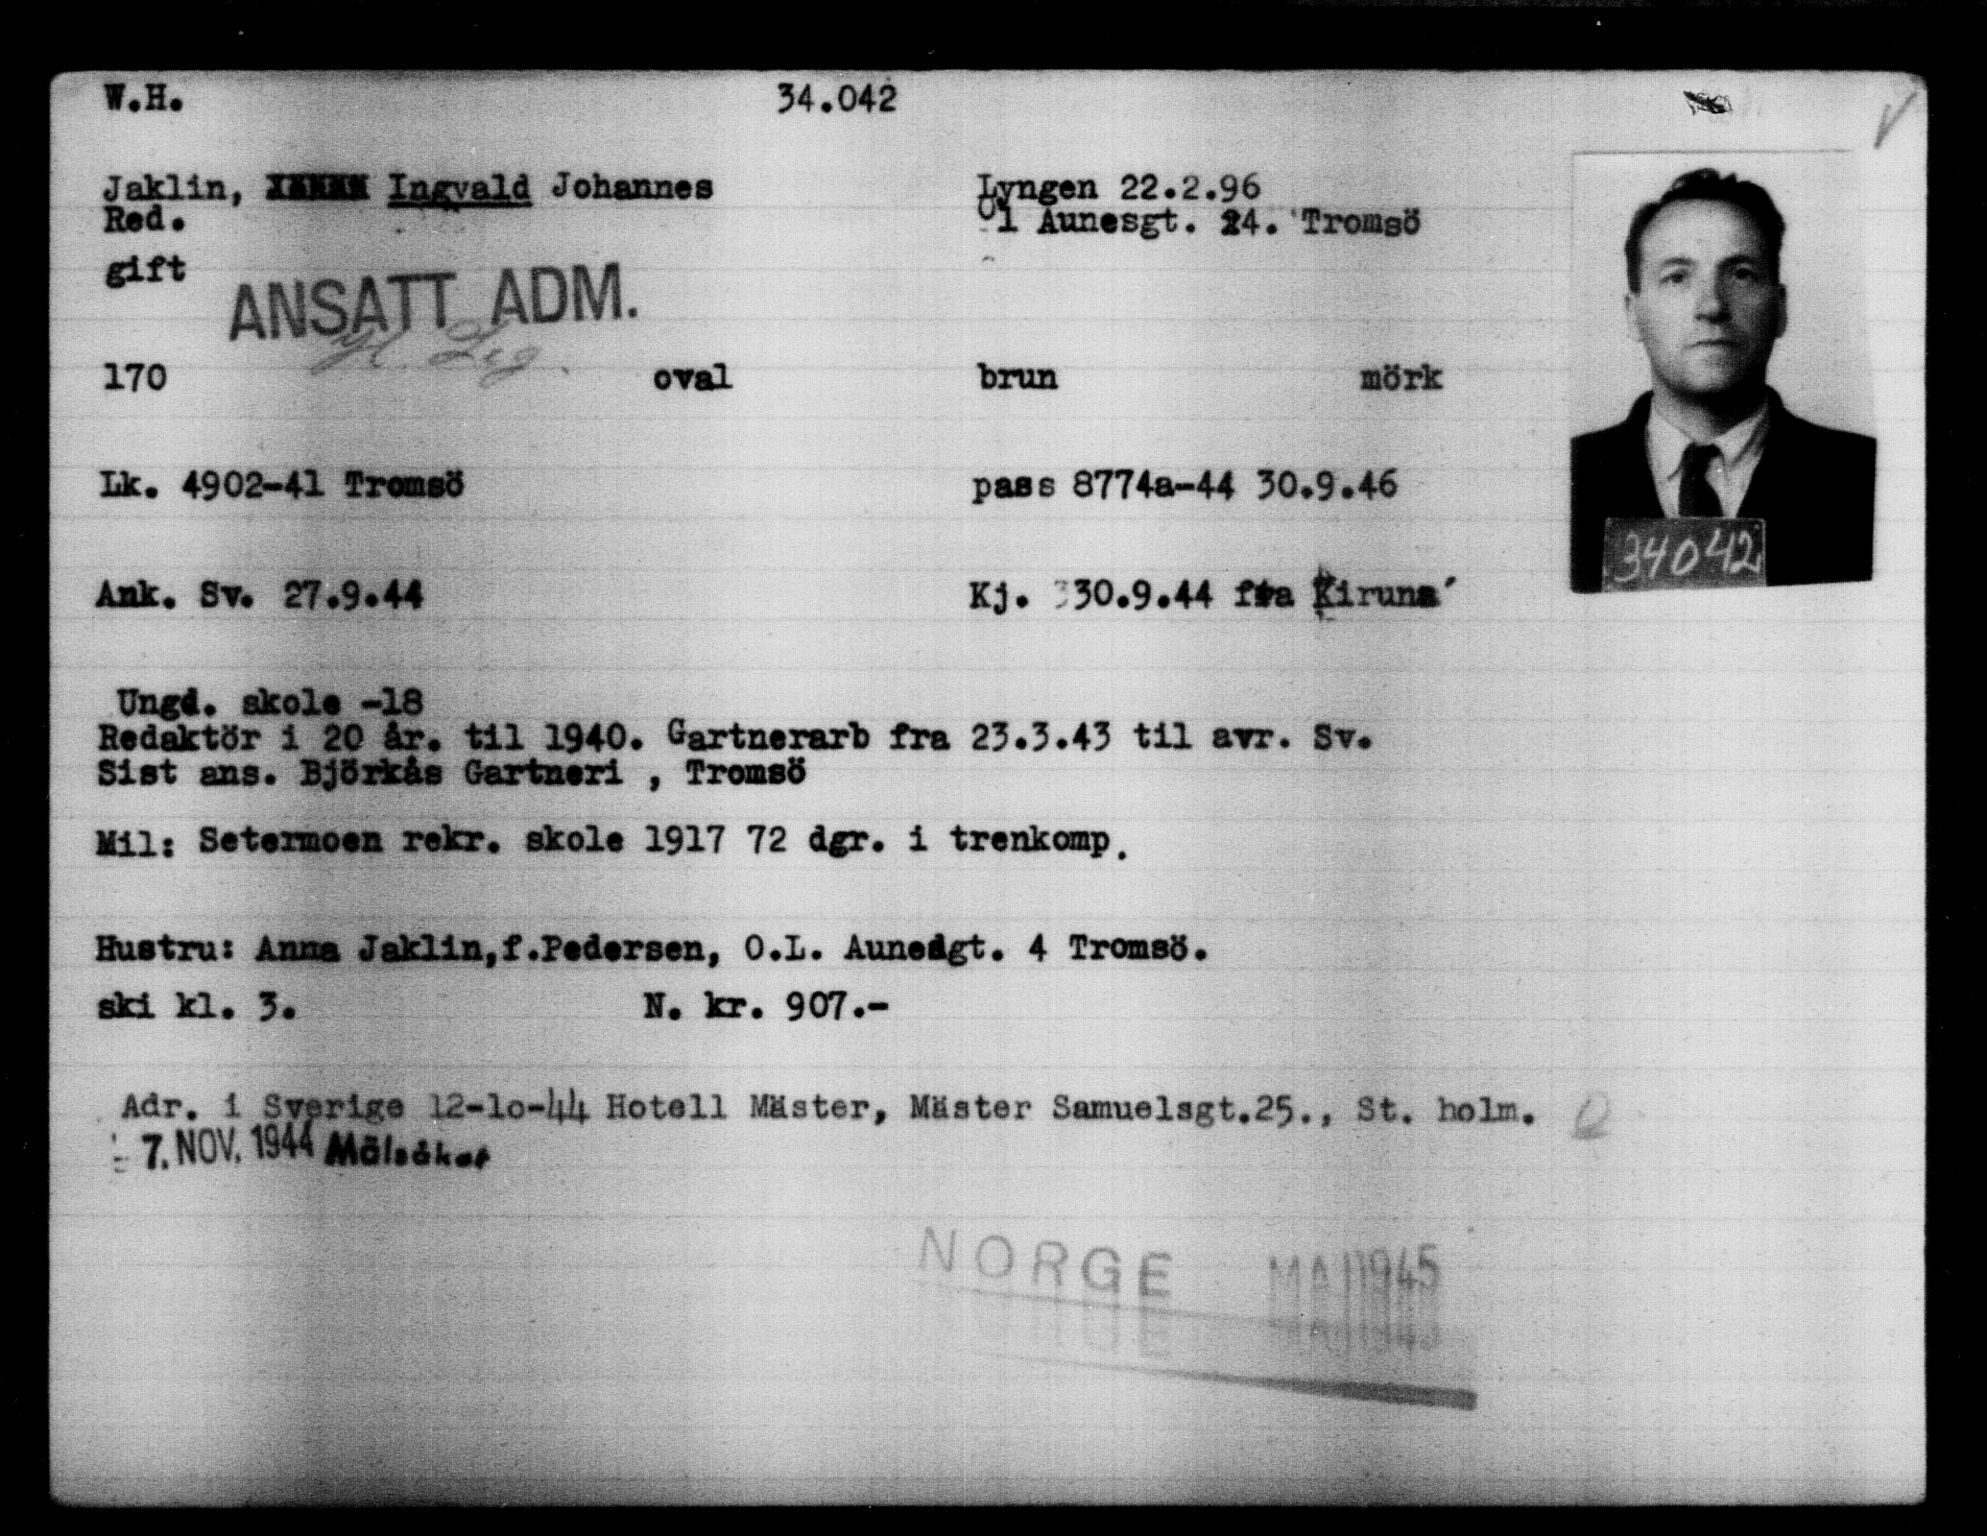 W.H. 34.042
Jaklin, Ingvald Johannes Lyngen 22.2.96
Red. Ol Aunesgt. 24. Tromsö
gift
ANSATT ADM.
170 oval brun mörk
Lk. 4902-41 Tromsö pass 8774a-44 30.9.46
34042
Ank. Sv. 27.9.44 Kj. 30.9.44 fra Kiruna
Ungd. skole -18
Redaktör i 20 år. til 1940. Gartnerarb fra 23.3.43 til avr. Sv.
Sist ans. Björkås Gartneri , Tromsö
Mil: Setermoen rekr. skole 1917 72 dgr. i trenkomp.
Hustru: Anna Jaklin,f.Pedersen, O.L. Aunesgt. 4 Tromsö.
ski kl. 3. N. kr. 907.-
Adr. i Sverige 12-10-44 Hotell Mäster, Mäster Samuelsgt.25., St. holm.
7. NOV. 1944 Mälsåker
NORGE MAI 1945